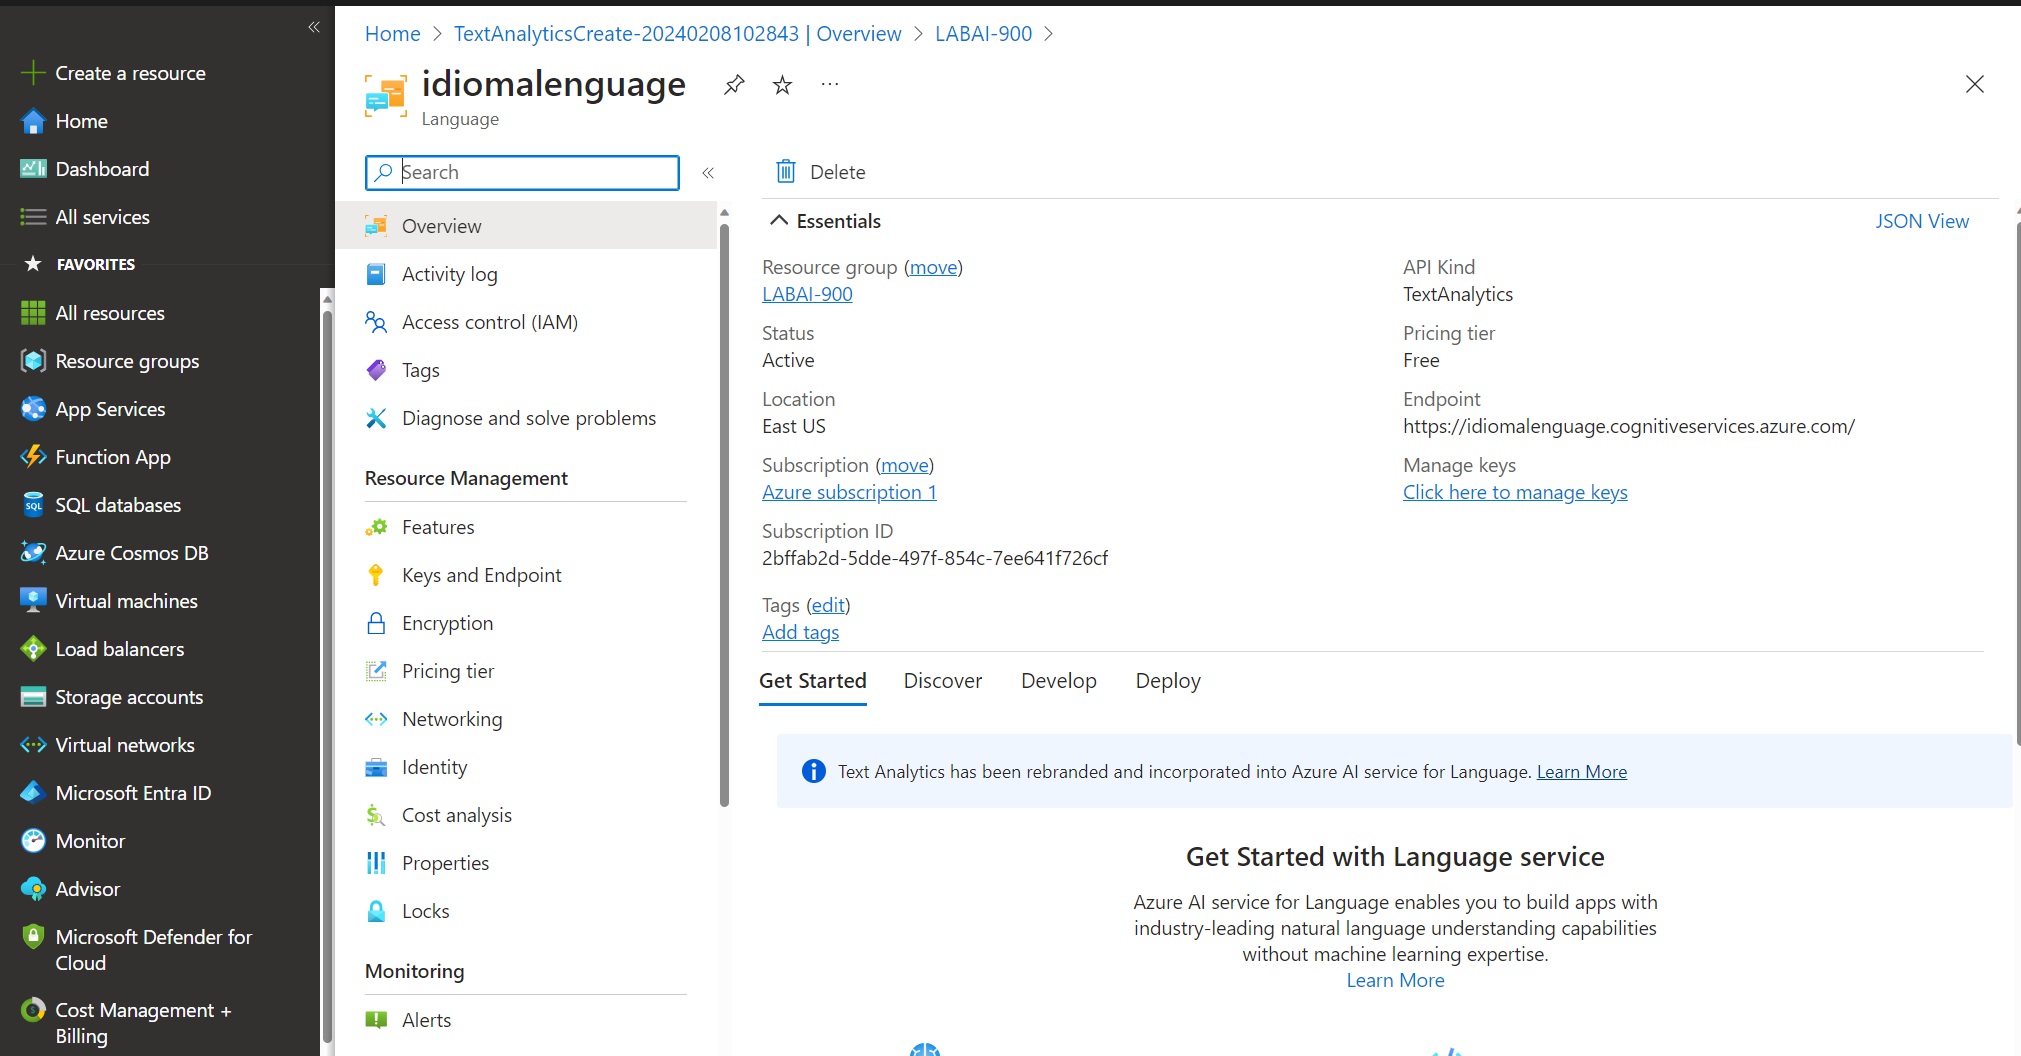 Create a resource
Home
Dashboard
All services
FAVORITES
All resources
Resource groups
App Services
Function App
SQL databases
Azure Cosmos DB
Virtual machines
Load balancers
Storage accounts
Virtual networks
Microsoft Entra ID
Monitor
Advisor
Microsoft Defender for
Cloud
Cost Management +
Billing
Home > TextAnalyticsCreate-20240208102843 | Overview > LABAI-900 >
idiomalenguage
Language
Search
Overview
Activity log
Access control (IAM)
Tags
Diagnose and solve problems
Resource Management
Features
Keys and Endpoint
Encryption
Pricing tier
Networking
Identity
Cost analysis
Properties
Locks
Monitoring
Alerts
Delete
Essentials
JSON View
Resource group (move)
LABAI-900
Status
Active
Location
East US
Subscription (move)
Azure subscription 1
Subscription ID
2bffab2d-5dde-497f-854c-7ee641f726cf
Tags (edit)
Add tags
API Kind
TextAnalytics
Pricing tier
Free
Endpoint
https://idiomalenguage.cognitiveservices.azure.com/
Manage keys
Click here to manage keys
Get Started Discover Develop Deploy
Text Analytics has been rebranded and incorporated into Azure AI service for Language. Learn More
Get Started with Language service
Azure AI service for Language enables you to build apps with
industry-leading natural language understanding capabilities
without machine learning expertise.
Learn More